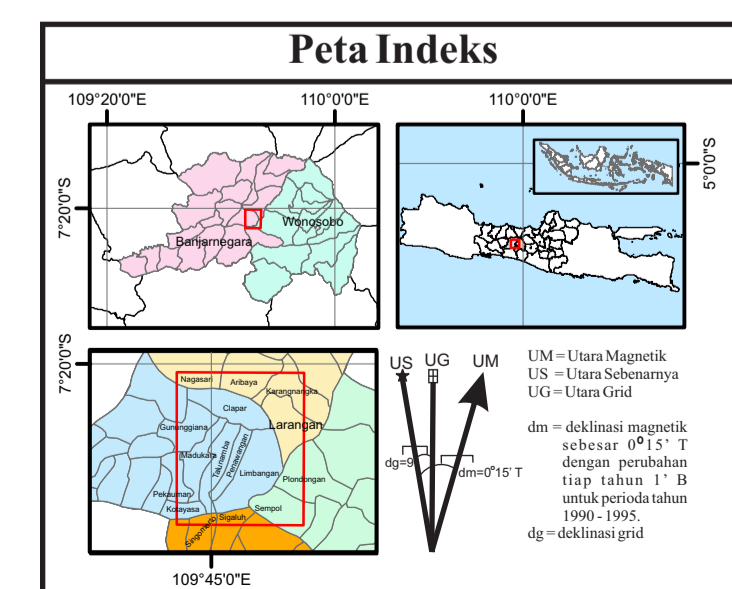 Peta Indeks
109°20'0"E
110°0'0"E
7°20'0"S
Banjarnegara
Wonosobo
110°0'0"E
5°0'0"S
7°20'0"S
Nagasari
Aribaya
Karangnangka
Clapar
Larangan
Gununggiana
Madukara
Talunamba
Penawangan
Limbangan
Plondongan
Pekauman
Kotayasa
Sempol
Singomerto
Sigaluh
109°45'0"E
US UG UM
dg=9
dm=0°15' T
UM = Utara Magnetik
US = Utara Sebenarnya
UG = Utara Grid
dm = deklinasi magnetik
sebesar 0°15' T
dengan perubahan
tiap tahun 1' B
untuk perioda tahun
1990 - 1995.
dg = deklinasi grid